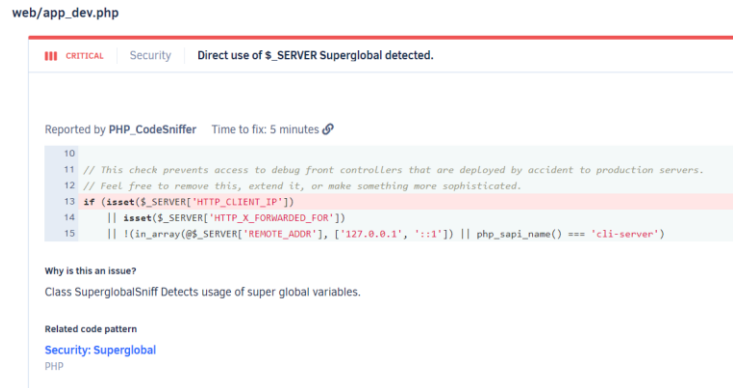 web/app_dev.php
CRITICAL Security Direct use of $_SERVER Superglobal detected.
Reported by PHP_CodeSniffer Time to fix: 5 minutes
10
11 // This check prevents access to debug front controllers that are deployed by accident to production servers.
12 // Feel free to remove this, extend it, or make something more sophisticated.
13 if (isset($_SERVER['HTTP_CLIENT_IP'])
14 || isset($_SERVER['HTTP_X_FORWARDED_FOR'])
15 || !(in_array(@$_SERVER['REMOTE_ADDR'], ['127.0.0.1', '::1']) || php_sapi_name() === 'cli-server')
Why is this an issue?
Class SuperglobalSniff Detects usage of super global variables.
Related code pattern
Security: Superglobal
PHP